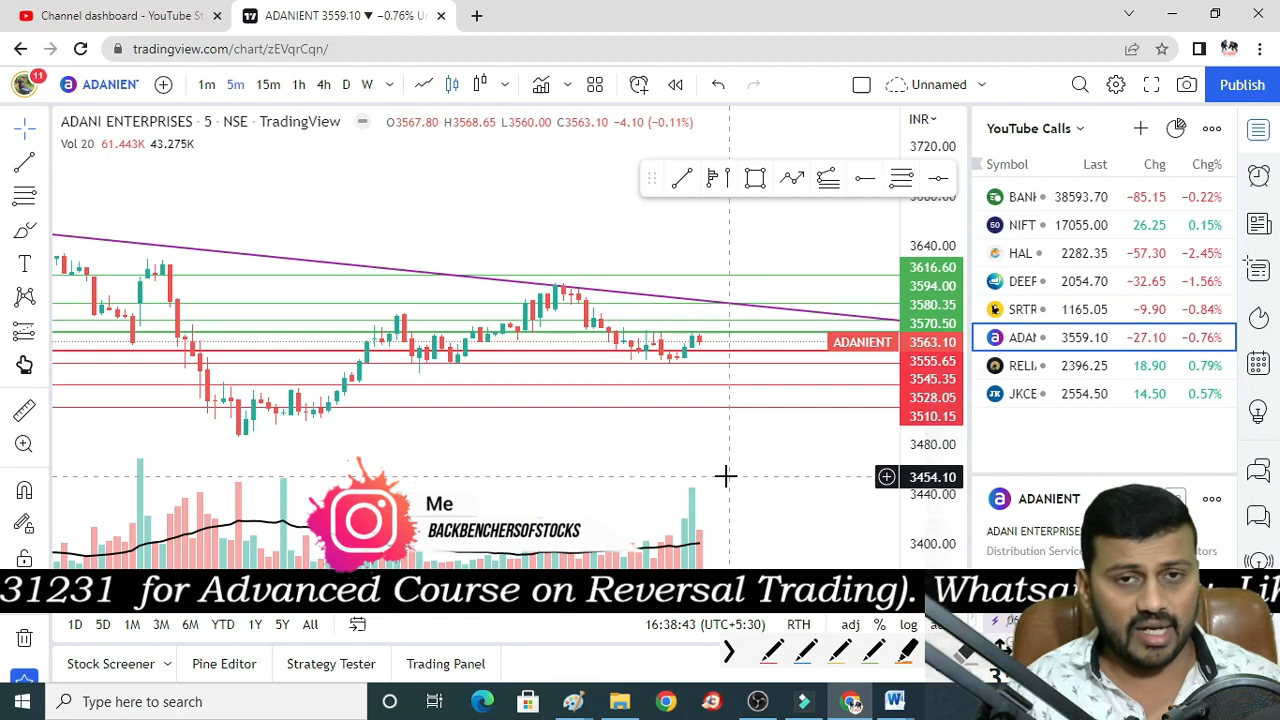 Channel dashboard - YouTube St
ADANIENT 3559.10 ▼ −0.76% Un
tradingview.com/chart/zEVqrCqn/
11
ADANIENT
1m 5m 15m 1h 4h D W
Unnamed
Publish
ADANI ENTERPRISES · 5 · NSE · TradingView
O3567.80 H3568.65 L3560.00 C3563.10 −4.10 (−0.11%)
Vol 20 61.443K 43.275K
INR
3720.00
3640.00
3616.60
3594.00
3580.35
3570.50
ADANIENT 3563.10
3555.65
3545.35
3528.05
3510.15
3480.00
3454.10
3440.00
3400.00
YouTube Calls
Symbol Last Chg Chg%
BANK 38593.70 −85.15 −0.22%
50 NIFT 17055.00 26.25 0.15%
HAL 2282.35 −57.30 −2.45%
DEEP 2054.70 −32.65 −1.56%
SRTR 1165.05 −9.90 −0.84%
ADAN 3559.10 −27.10 −0.76%
RELI 2396.25 18.90 0.79%
JK JKCE 2554.50 14.50 0.57%
ADANIENT
ADANI ENTERPRIS
Distribution Service
Me
BACKBENCHERSOFSTOCKS
31231 for Advanced Course on Reversal Trading). Whatsa
1D 5D 1M 3M 6M YTD 1Y 5Y All
16:38:43 (UTC+5:30) RTH adj % log
Stock Screener Pine Editor Strategy Tester Trading Panel
Type here to search